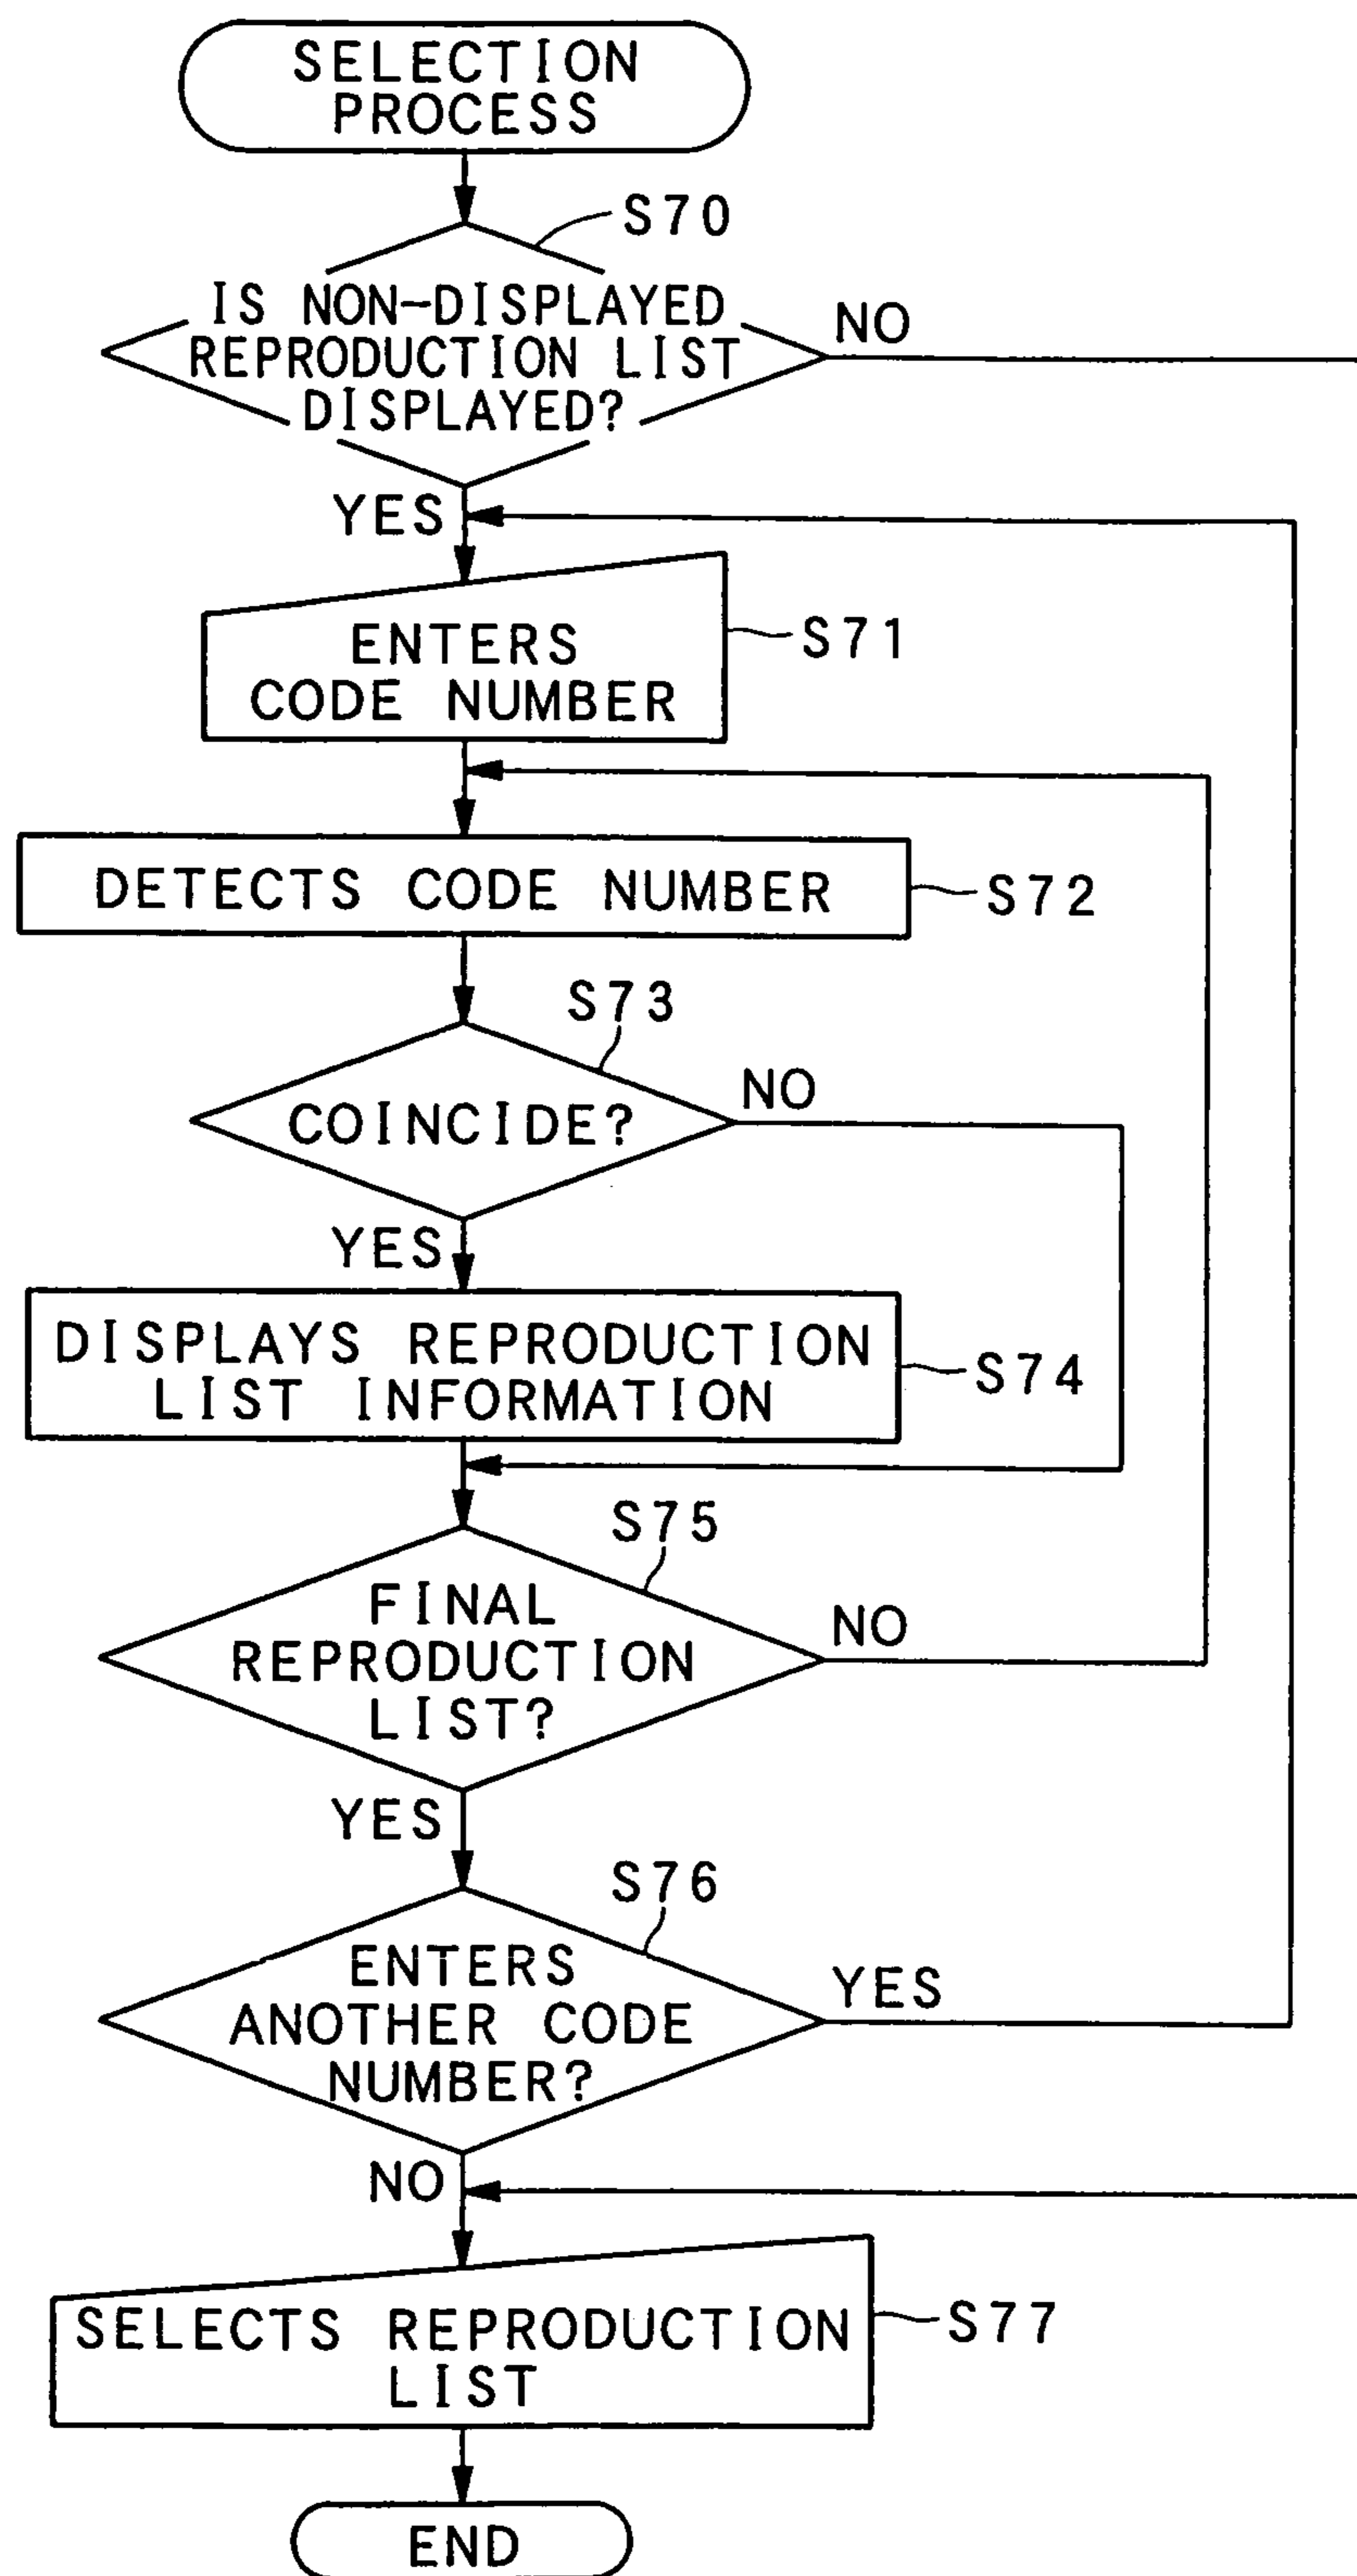 SELECTION
PROCESS
S70
IS NON-DISPLAYED
REPRODUCTION LIST
DISPLAYED?
NO
YES
ENTERS
CODE NUMBER
S71
DETECTS CODE NUMBER
S72
S73
COINCIDE?
NO
YES
DISPLAYS REPRODUCTION
LIST INFORMATION
S74
S75
FINAL
REPRODUCTION
LIST?
NO
YES
S76
ENTERS
ANOTHER CODE
NUMBER?
YES
NO
SELECTS REPRODUCTION
LIST
S77
END